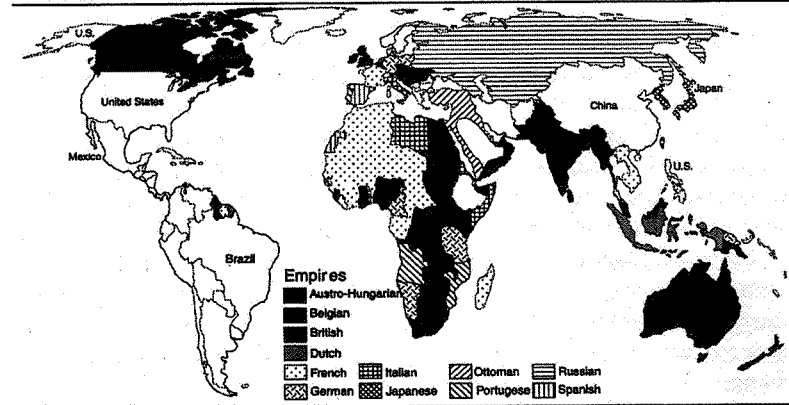 U.S.
United States
Mexico
Brazil
China
Japan
U.S.
Empires
Austro-Hungarian
Belgian
British
Dutch
French Italian Ottoman Russian
German Japanese Portugese Spanish